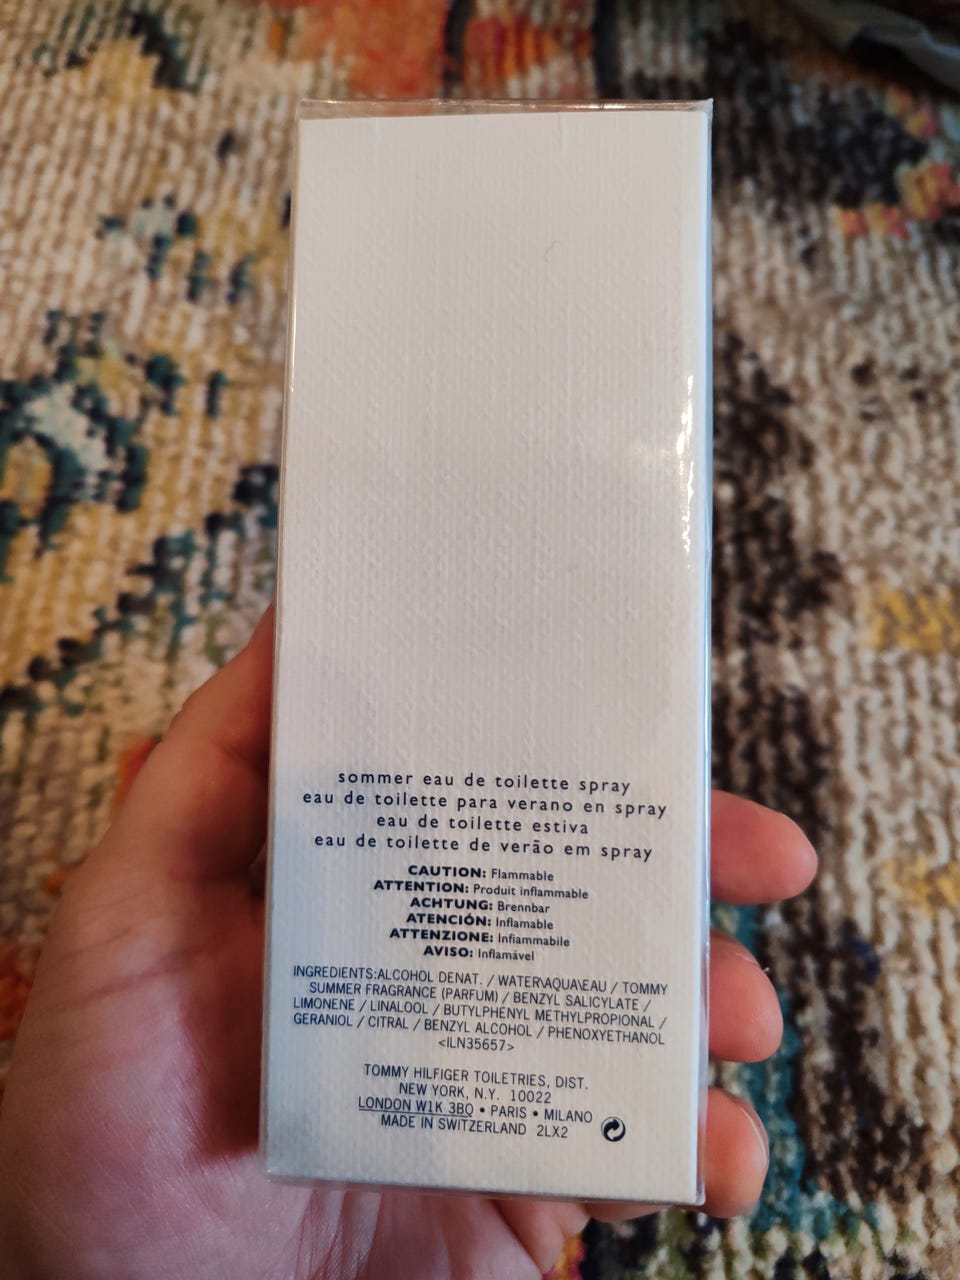 sommer eau de toilette spray
eau de toilette para verano en spray
eau de toilette estiva
eau de toilette de verão em spray
CAUTION: Flammable
ATTENTION: Produit inflammable
ACHTUNG: Brennbar
ATENCIÓN: Inflamable
ATTENZIONE: Infiammabile
AVISO: Inflamável
INGREDIENTS:ALCOHOL DENAT. / WATER\AQUA\EAU / TOMMY
SUMMER FRAGRANCE (PARFUM) / BENZYL SALICYLATE /
LIMONENE / LINALOOL / BUTYLPHENYL METHYLPROPIONAL /
GERANIOL / CITRAL / BENZYL ALCOHOL / PHENOXYETHANOL
<ILN35657>
TOMMY HILFIGER TOILETRIES, DIST.
NEW YORK, N.Y. 10022
LONDON W1K 3BQ • PARIS • MILANO
MADE IN SWITZERLAND 2LX2